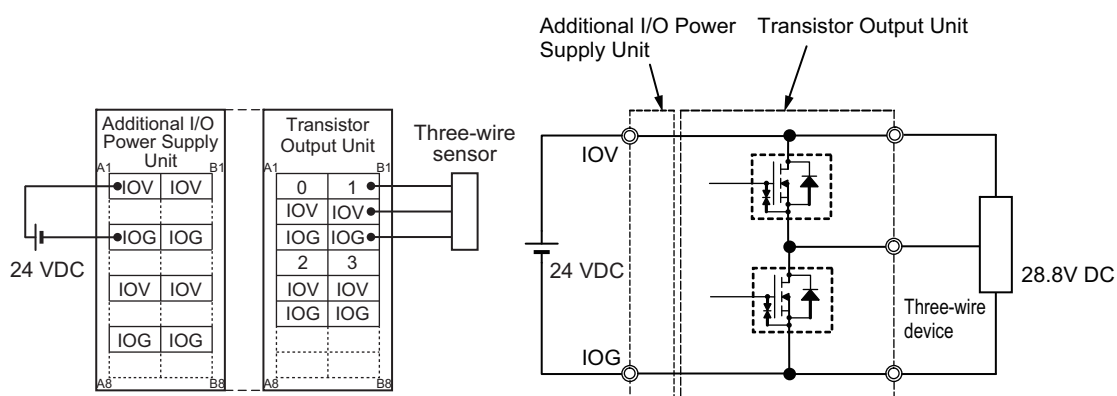 Additional I/O
Power Supply
Unit
A1
B1
IOV IOV
IOG IOG
IOV IOV
IOG IOG
A8
B8
24 VDC
Transistor
Output Unit
A1
B1
0 1
IOV IOV
IOG IOG
2 3
IOV IOV
IOG IOG
A8
B8
Three-wire
sensor
Additional I/O Power
Supply Unit
Transistor Output Unit
IOV
24 VDC
IOG
Three-wire
device
28.8V DC